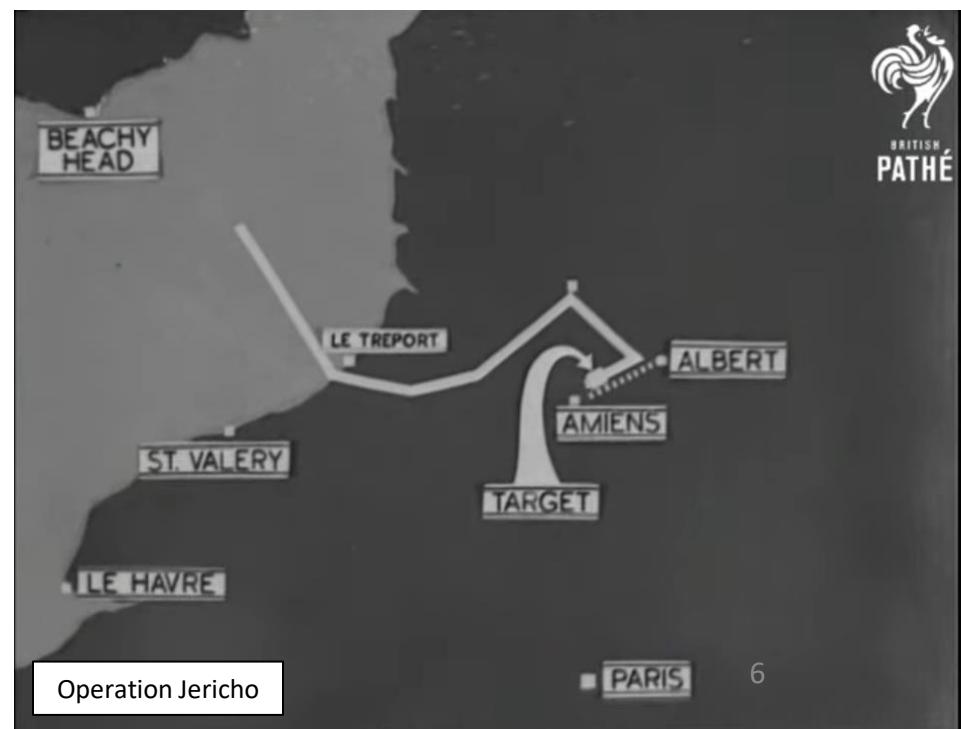 BEACHY
HEAD
BRITISH
PATHÉ
LE TREPORT
ALBERT
AMIENS
ST. VALERY
TARGET
LE HAVRE
PARIS
6
Operation Jericho